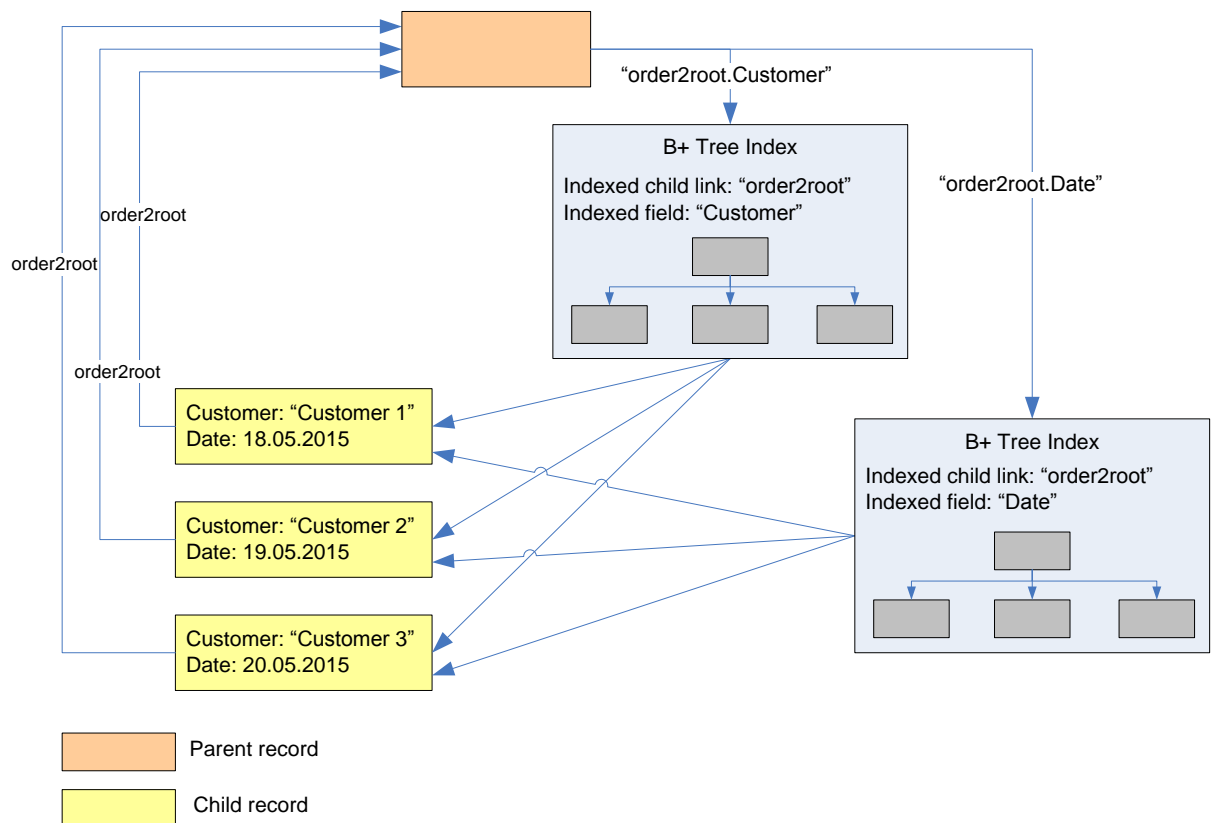 “order2root.Customer”
B+ Tree Index
Indexed child link: “order2root”
Indexed field: “Customer”
“order2root.Date”
order2root
order2root
order2root
Customer: “Customer 1”
Date: 18.05.2015
B+ Tree Index
Indexed child link: “order2root”
Indexed field: “Date”
Customer: “Customer 2”
Date: 19.05.2015
Customer: “Customer 3”
Date: 20.05.2015
Parent record
Child record